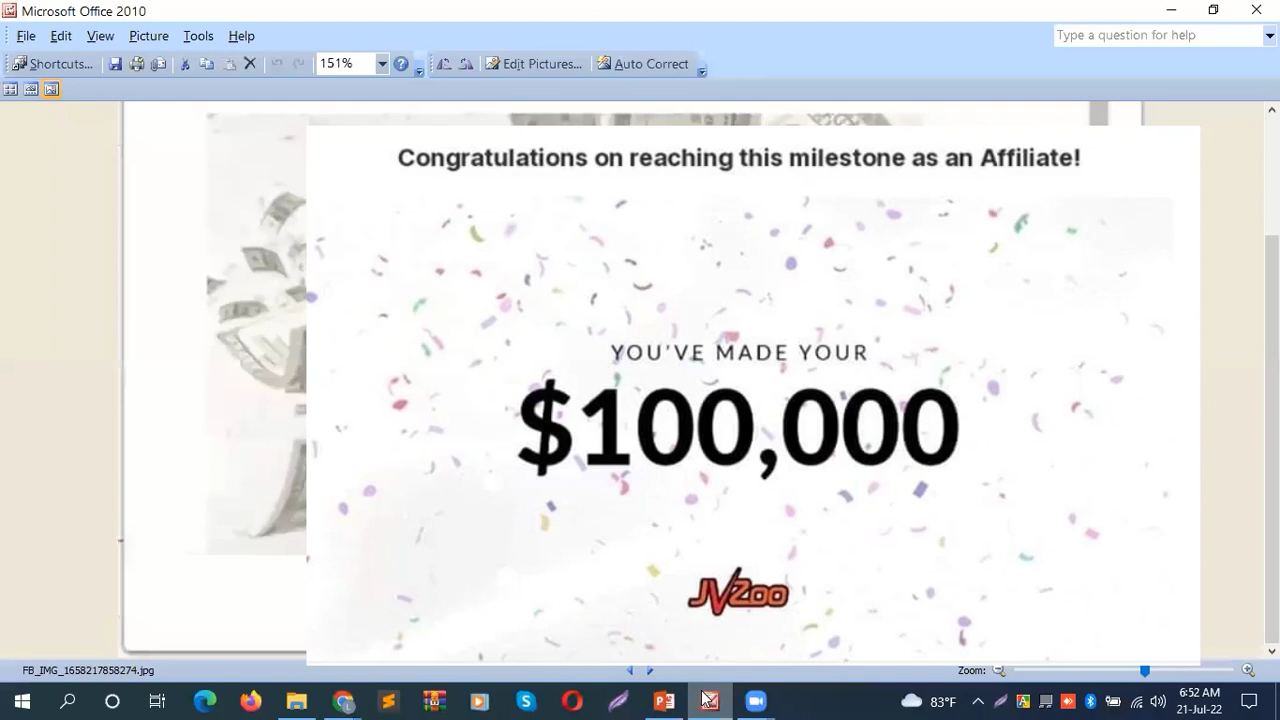 Microsoft Office 2010
File Edit View Picture Tools Help
Type a question for help
Shortcuts... 151% Edit Pictures... Auto Correct
Congratulations on reaching this milestone as an Affiliate!
YOU'VE MADE YOUR
$100,000
JVZoo
FB_IMG_1658217858274.jpg
Zoom:
83°F
6:52 AM
21-Jul-22